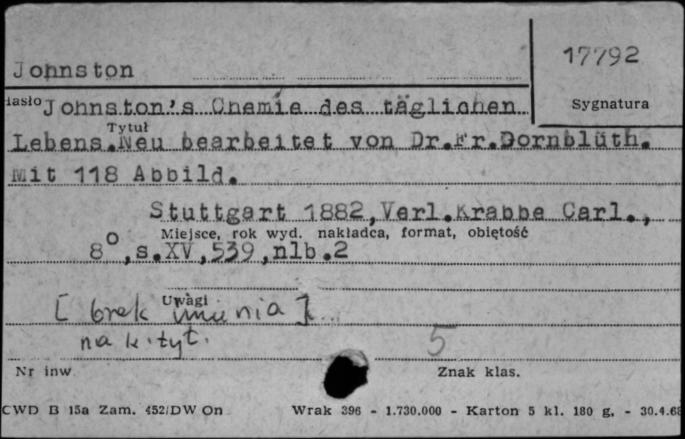 17792
Johnston
Hasło Johnston's Chemie des täglichen
Sygnatura
Tytuł
Lebens.Neu bearbeitet von Dr.Fr.Dornblüth.
Mit 118 Abbild.
Stuttgart 1882,Verl.Krabbe Carl.,
Miejsce, rok wyd. nakładca, format, objętość
8°,s.XV,539,nlb.2
Uwagi
[brak imienia]
na k. tyt.
5
Nr inw
Znak klas.
CWD B 15a Zam. 452/DW On Wrak 396 - 1.730.000 - Karton 5 kl. 180 g. - 30.4.68